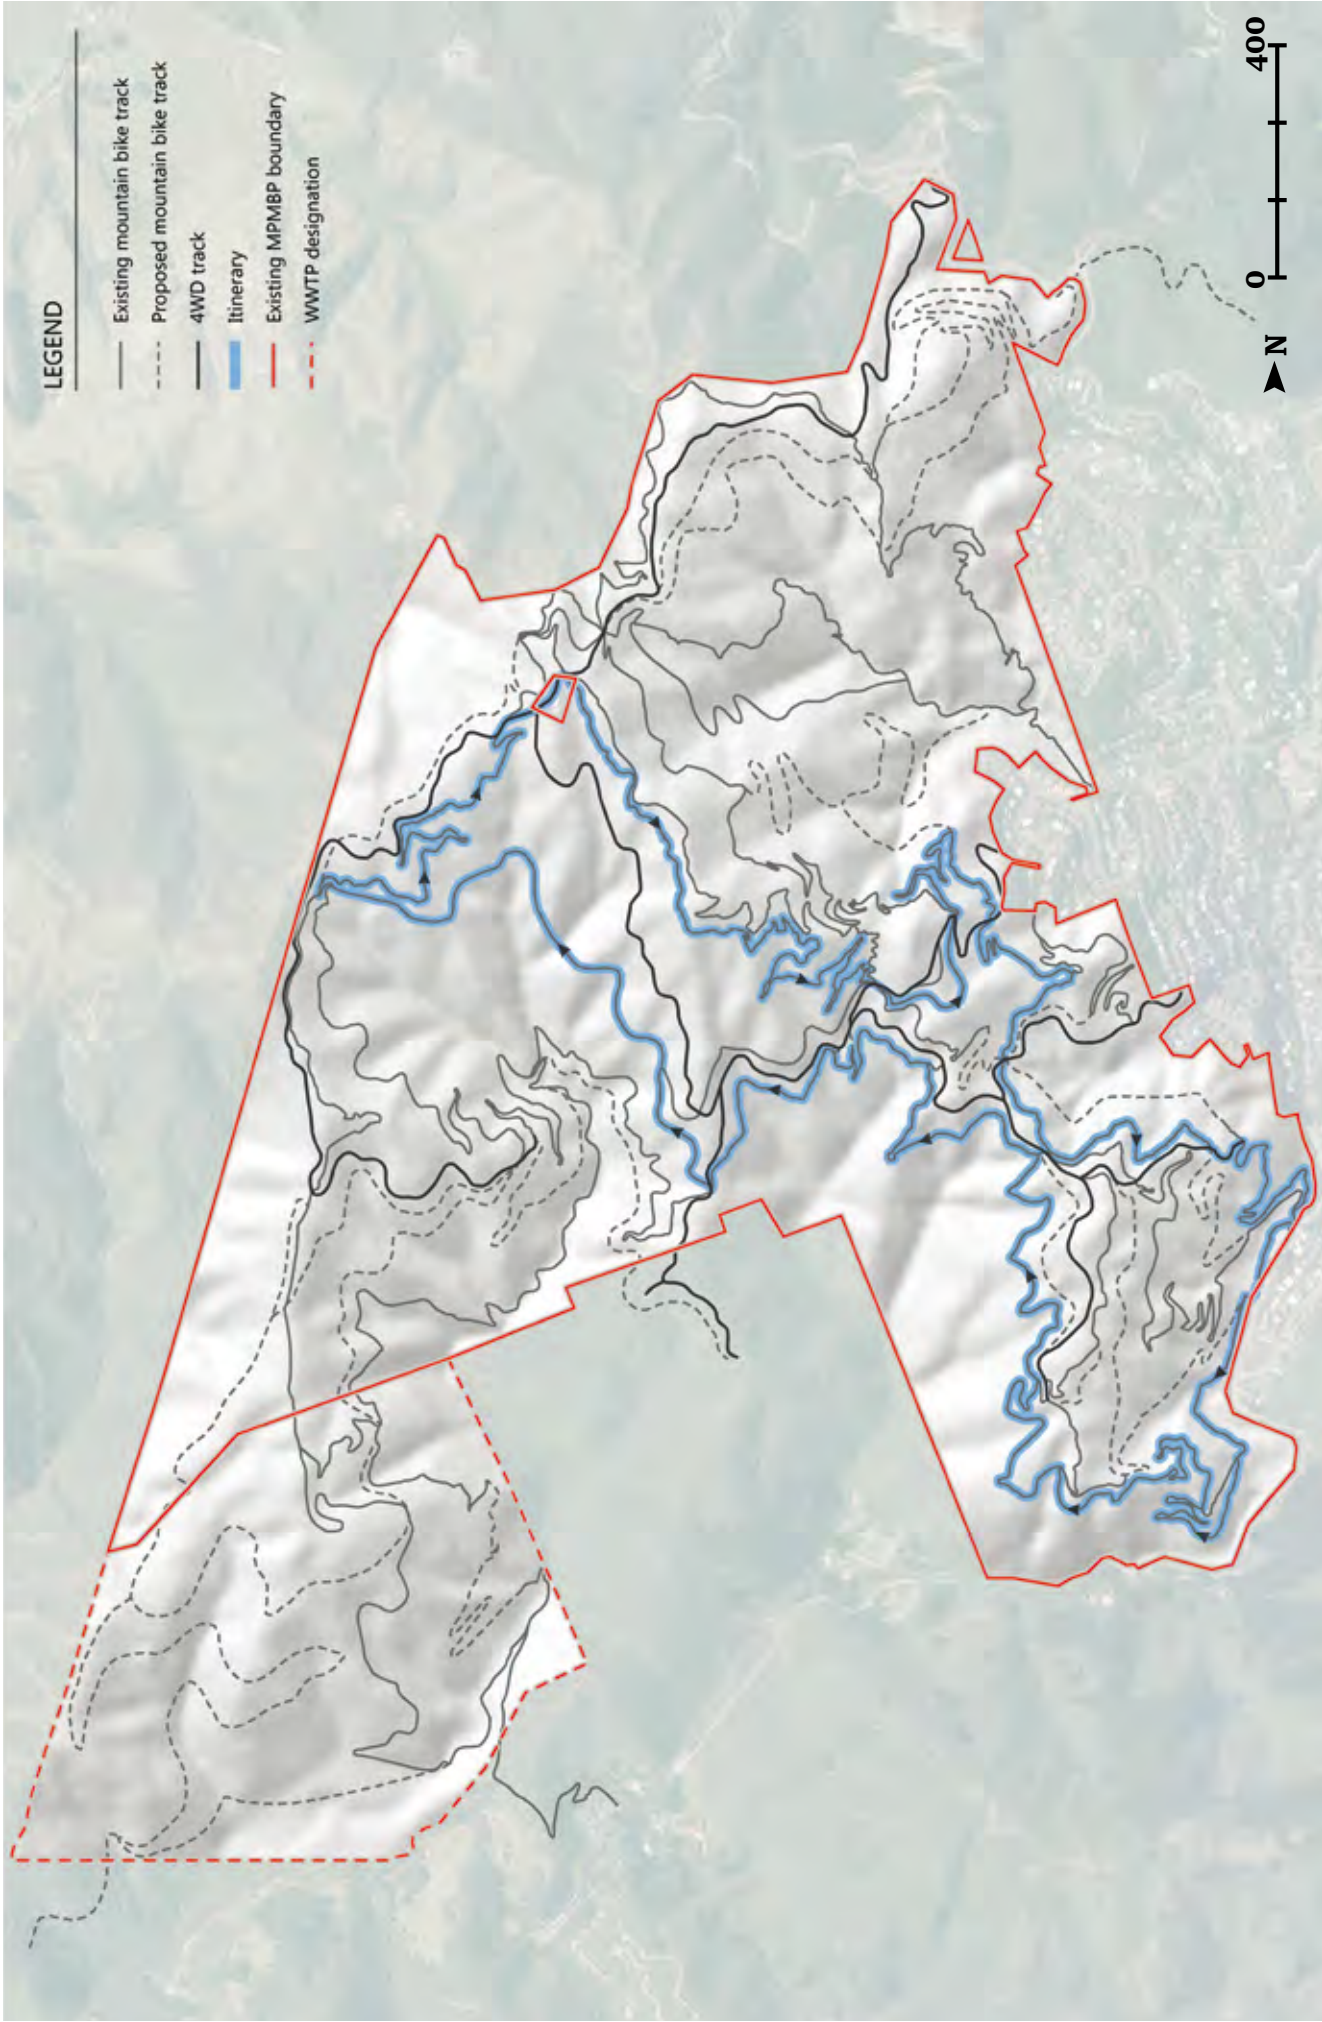 LEGEND
Existing mountain bike track
Proposed mountain bike track
4WD track
Itinerary
Existing MPMBP boundary
WWTP designation
N
0
400